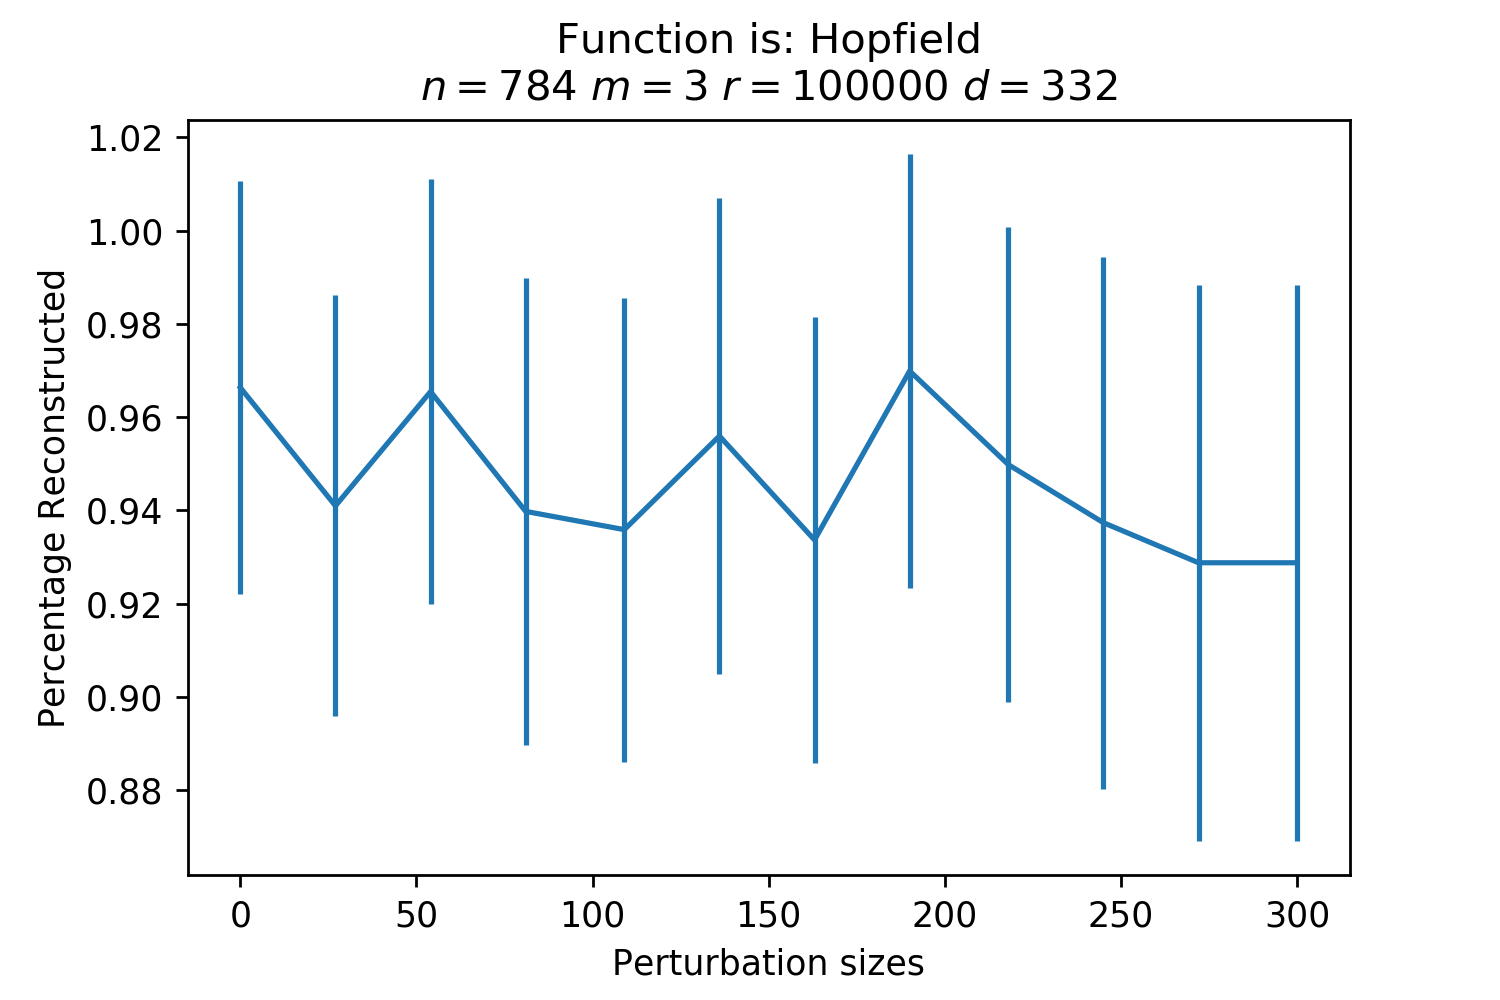 Function is: Hopfield
n = 784 m = 3 r = 100000 d = 332
1.02
1.00
0.98
0.96
0.94
0.92
0.90
0.88
Percentage Reconstructed
0 50 100 150 200 250 300
Perturbation sizes